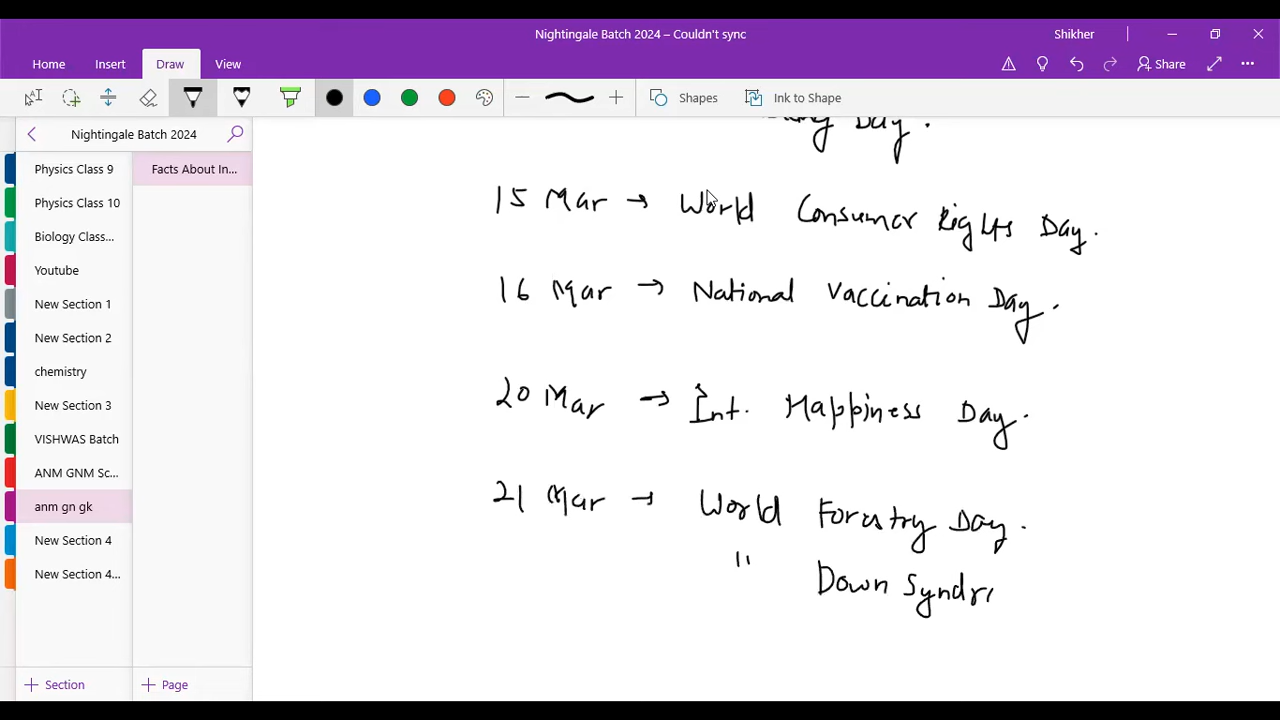 Nightingale Batch 2024 – Couldn't sync
Shikher
Home Insert Draw View
Share
Shapes
Ink to Shape
Nightingale Batch 2024
Physics Class 9
Physics Class 10
Biology Class...
Youtube
New Section 1
New Section 2
chemistry
New Section 3
VISHWAS Batch
ANM GNM Sc...
anm gn gk
New Section 4
New Section 4...
Section
Facts About In...
Page
Day.
15 Mar → World Consumer Rights Day.
16 Mar → National Vaccination Day.
20 Mar → Int. Happiness Day.
21 Mar → World Forestry Day.
" Down Syndr